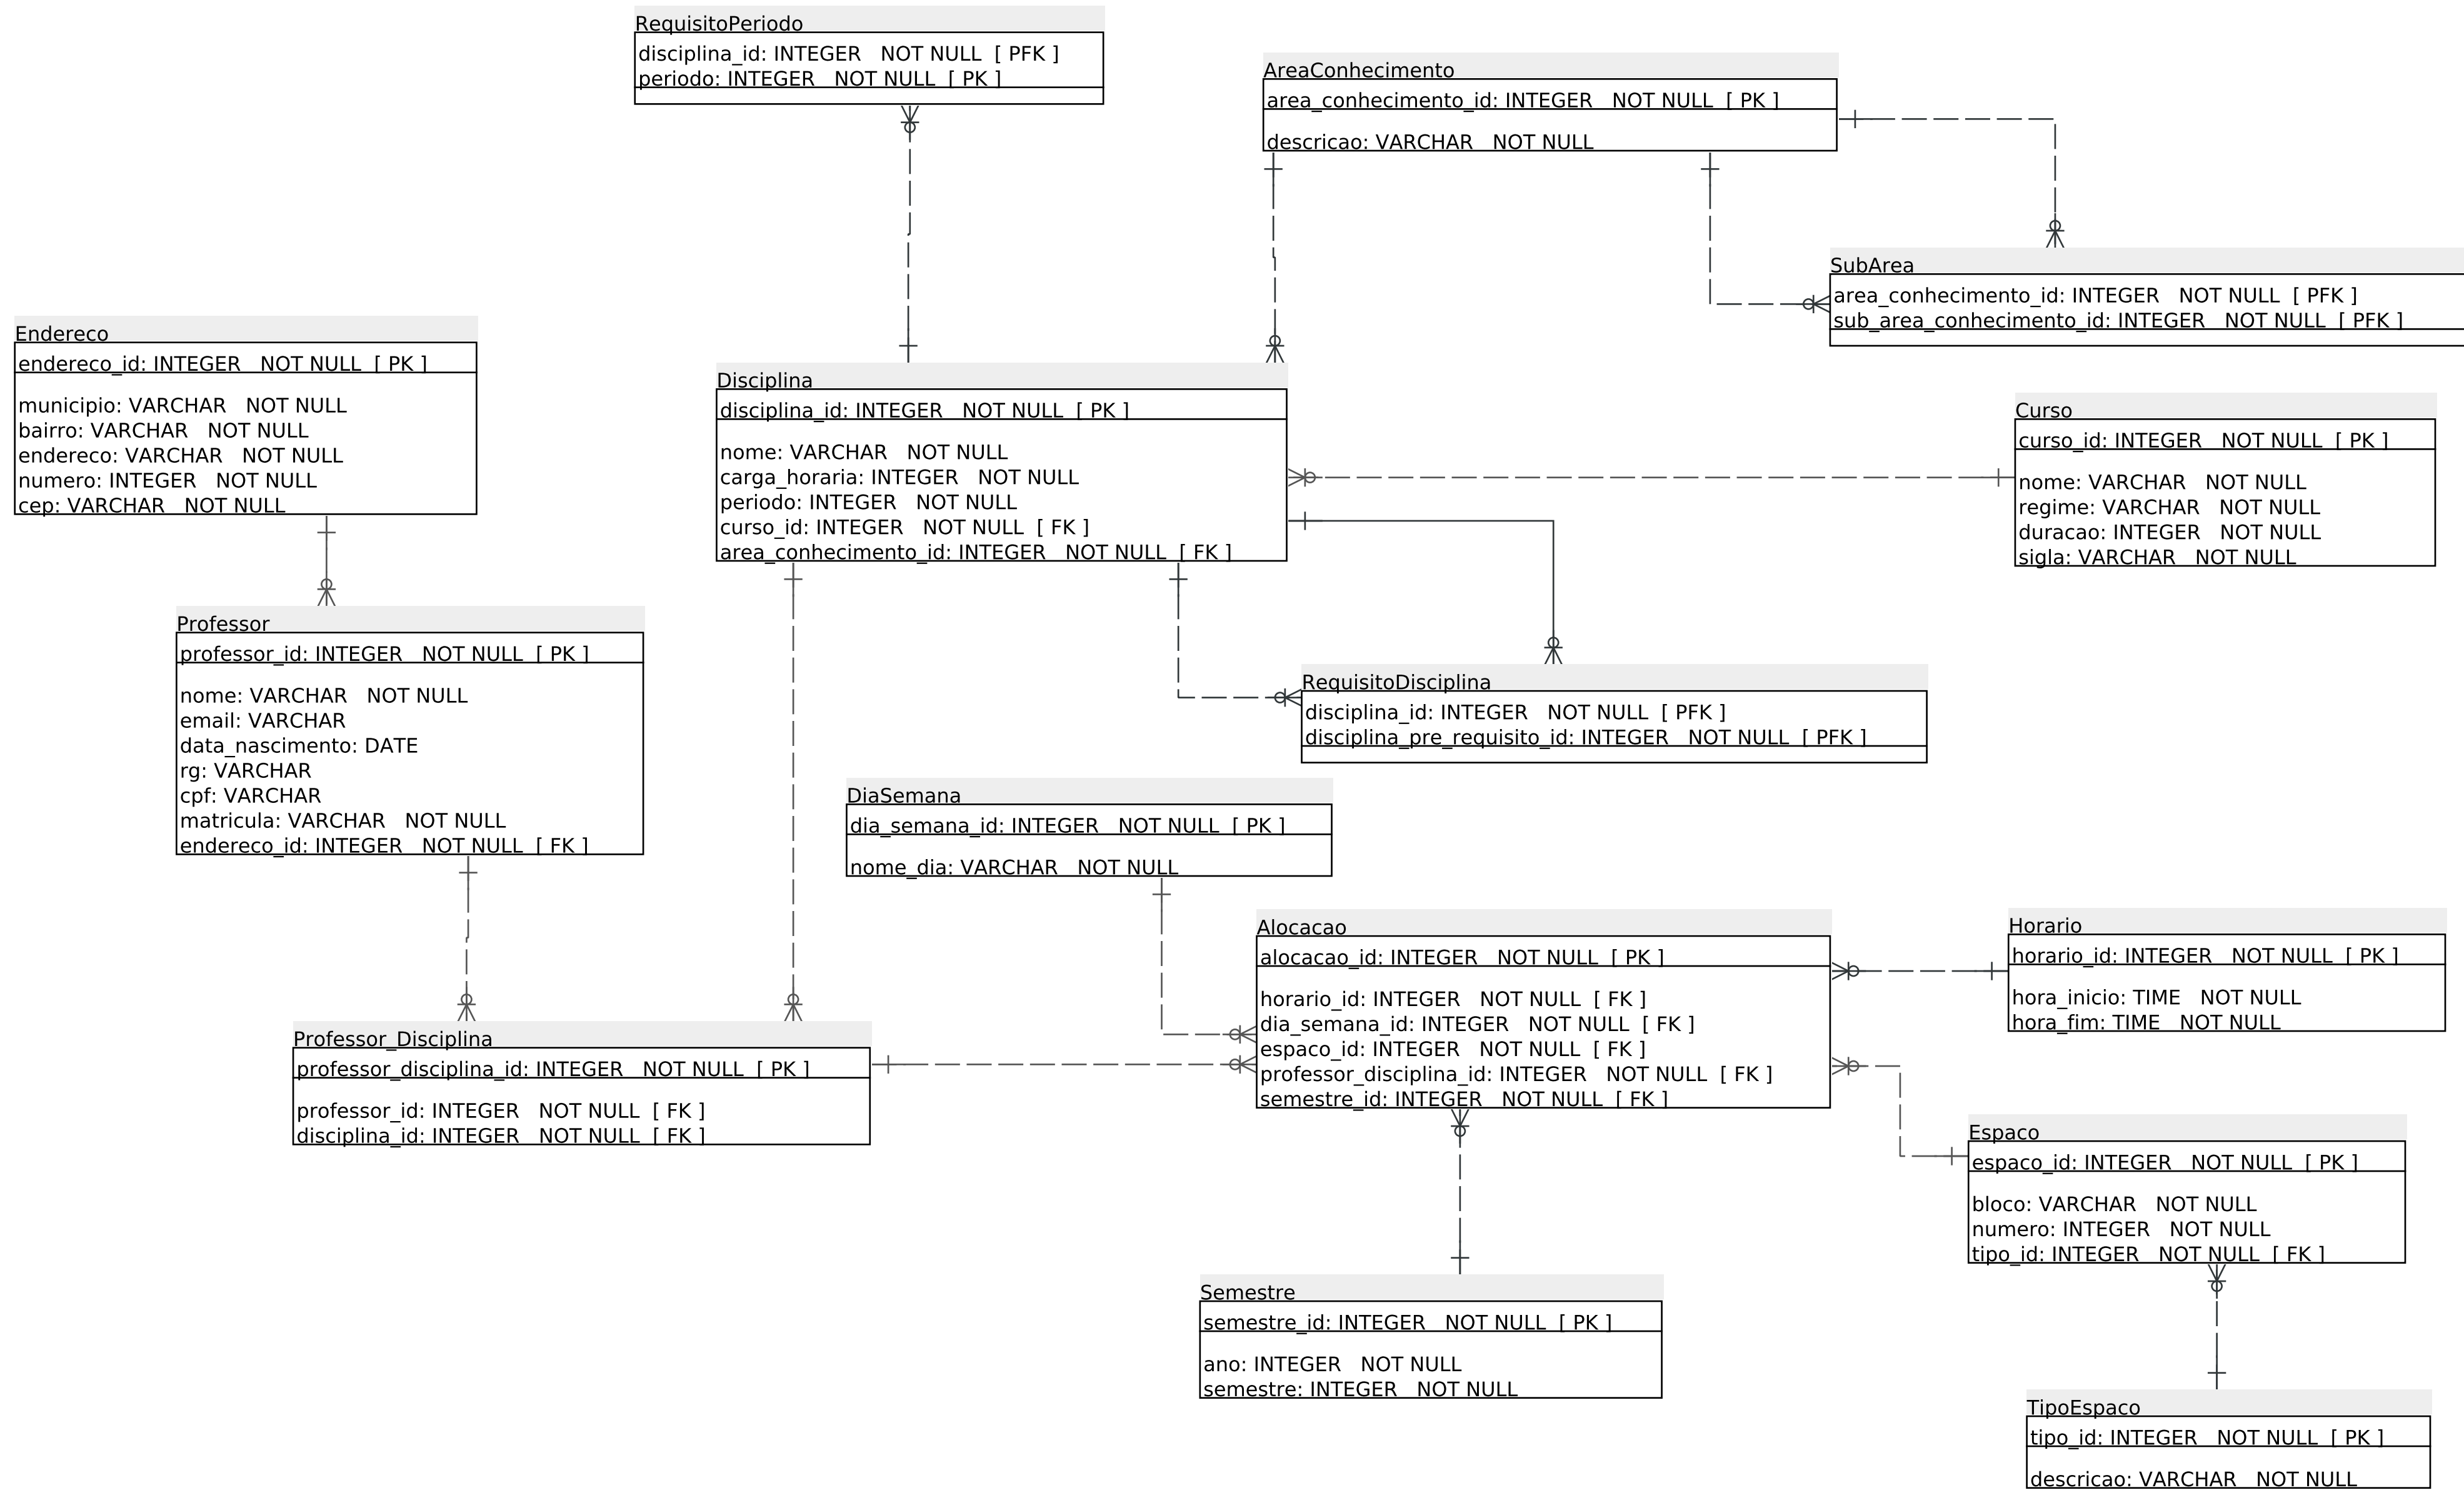 RequisitoPeriodo
disciplina_id: INTEGER NOT NULL [ PFK ]
periodo: INTEGER NOT NULL [ PK ]
AreaConhecimento
area_conhecimento_id: INTEGER NOT NULL [ PK ]
descricao: VARCHAR NOT NULL
SubArea
area_conhecimento_id: INTEGER NOT NULL [ PFK ]
sub_area_conhecimento_id: INTEGER NOT NULL [ PFK ]
Endereco
endereco_id: INTEGER NOT NULL [ PK ]
municipio: VARCHAR NOT NULL
bairro: VARCHAR NOT NULL
endereco: VARCHAR NOT NULL
numero: INTEGER NOT NULL
cep: VARCHAR NOT NULL
Disciplina
disciplina_id: INTEGER NOT NULL [ PK ]
nome: VARCHAR NOT NULL
carga_horaria: INTEGER NOT NULL
periodo: INTEGER NOT NULL
curso_id: INTEGER NOT NULL [ FK ]
area_conhecimento_id: INTEGER NOT NULL [ FK ]
Curso
curso_id: INTEGER NOT NULL [ PK ]
nome: VARCHAR NOT NULL
regime: VARCHAR NOT NULL
duracao: INTEGER NOT NULL
sigla: VARCHAR NOT NULL
Professor
professor_id: INTEGER NOT NULL [ PK ]
nome: VARCHAR NOT NULL
email: VARCHAR
data_nascimento: DATE
rg: VARCHAR
cpf: VARCHAR
matricula: VARCHAR NOT NULL
endereco_id: INTEGER NOT NULL [ FK ]
RequisitoDisciplina
disciplina_id: INTEGER NOT NULL [ PFK ]
disciplina_pre_requisito_id: INTEGER NOT NULL [ PFK ]
DiaSemana
dia_semana_id: INTEGER NOT NULL [ PK ]
nome_dia: VARCHAR NOT NULL
Alocacao
alocacao_id: INTEGER NOT NULL [ PK ]
horario_id: INTEGER NOT NULL [ FK ]
dia_semana_id: INTEGER NOT NULL [ FK ]
espaco_id: INTEGER NOT NULL [ FK ]
professor_disciplina_id: INTEGER NOT NULL [ FK ]
semestre_id: INTEGER NOT NULL [ FK ]
Horario
horario_id: INTEGER NOT NULL [ PK ]
hora_inicio: TIME NOT NULL
hora_fim: TIME NOT NULL
Professor_Disciplina
professor_disciplina_id: INTEGER NOT NULL [ PK ]
professor_id: INTEGER NOT NULL [ FK ]
disciplina_id: INTEGER NOT NULL [ FK ]
Espaco
espaco_id: INTEGER NOT NULL [ PK ]
bloco: VARCHAR NOT NULL
numero: INTEGER NOT NULL
tipo_id: INTEGER NOT NULL [ FK ]
Semestre
semestre_id: INTEGER NOT NULL [ PK ]
ano: INTEGER NOT NULL
semestre: INTEGER NOT NULL
TipoEspaco
tipo_id: INTEGER NOT NULL [ PK ]
descricao: VARCHAR NOT NULL